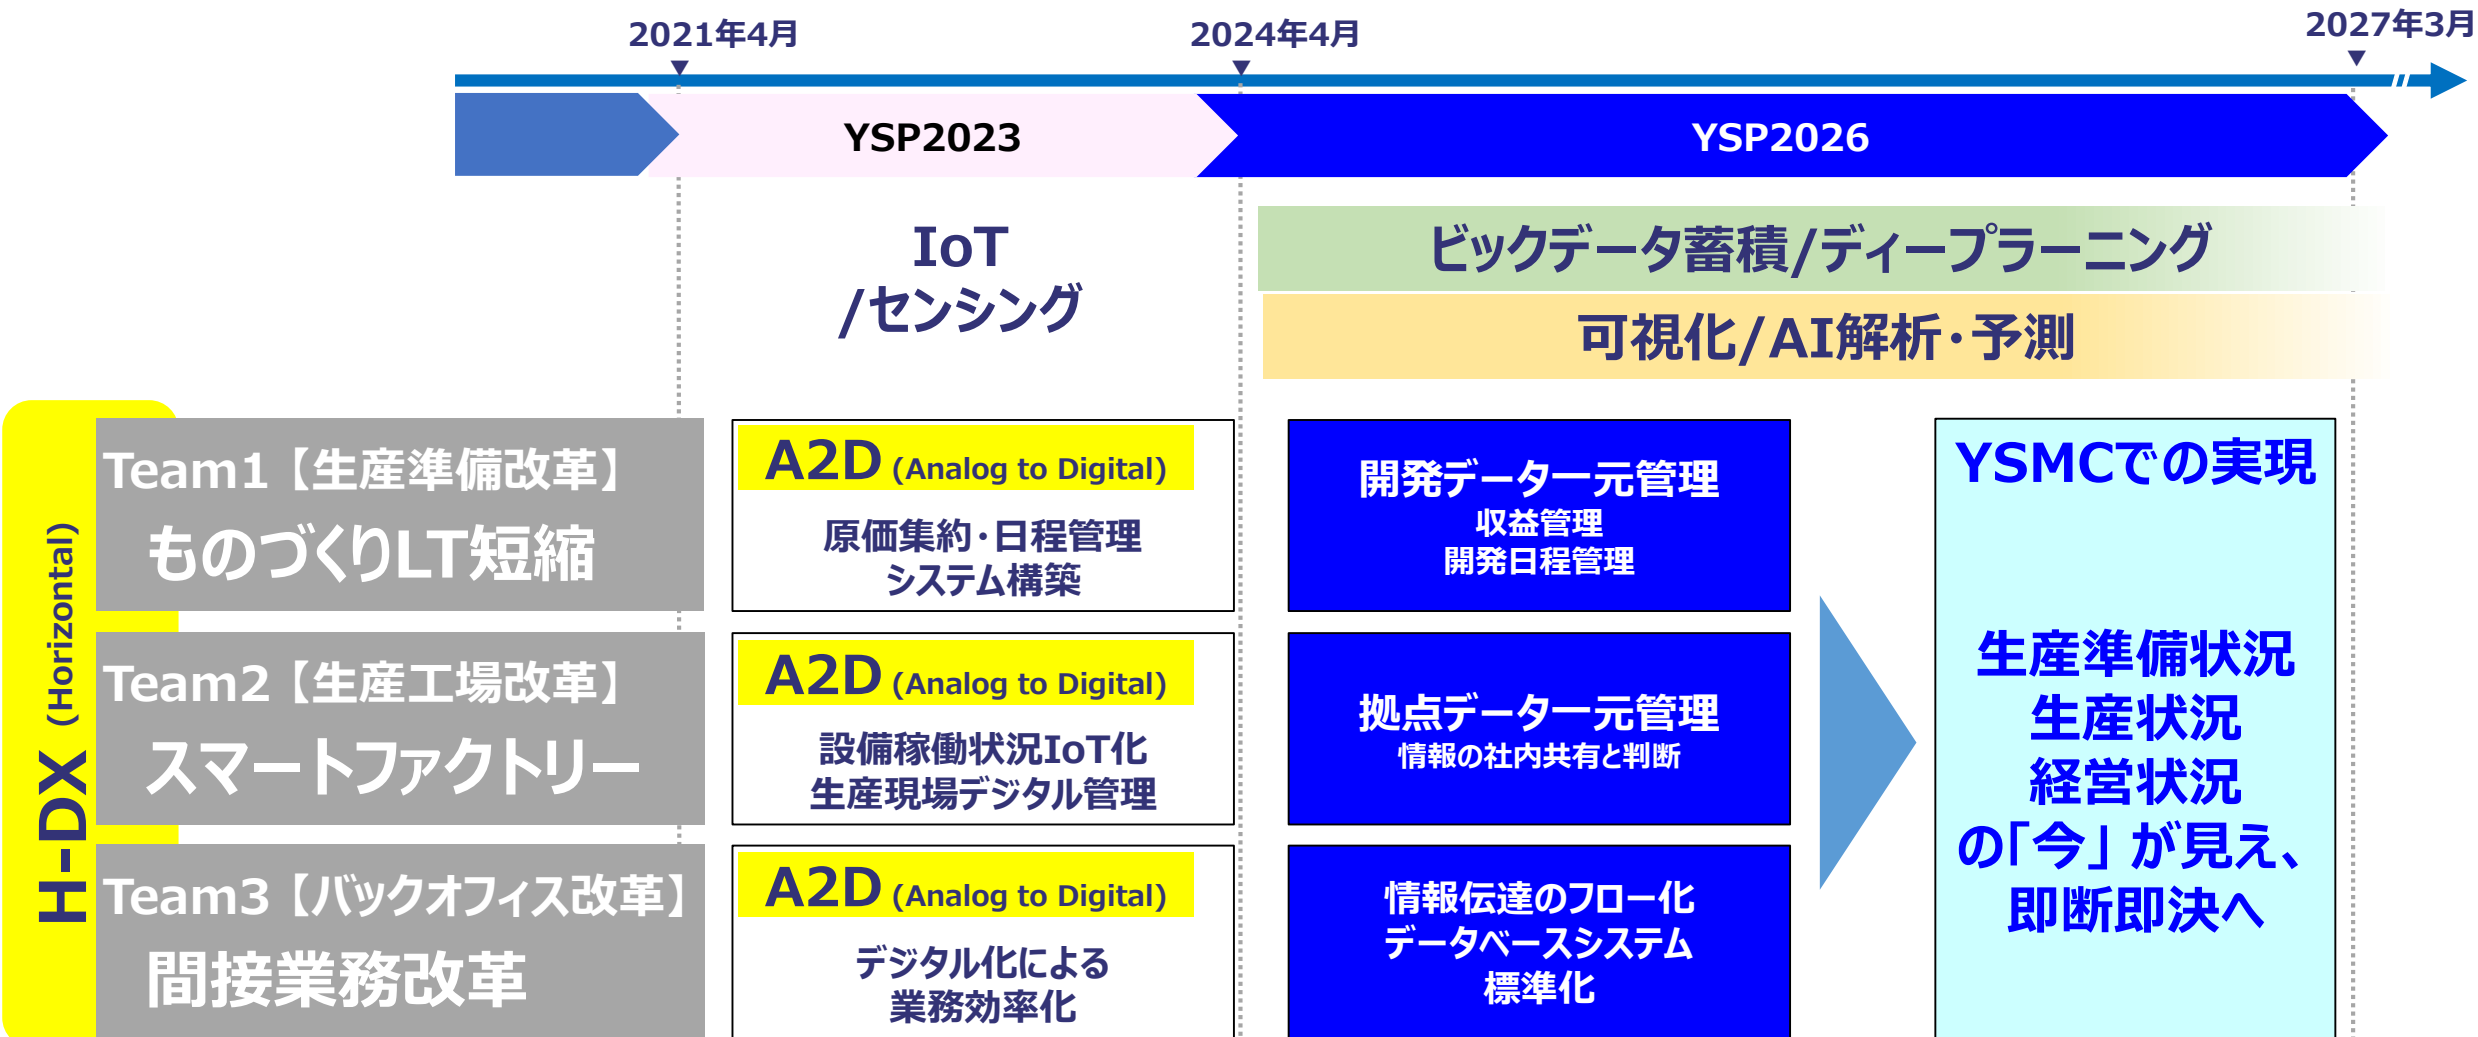 2021年4月
2024年4月
2027年3月
YSP2023
YSP2026
IoT
/センシング
ビックデータ蓄積/ディープラーニング
可視化/AI解析・予測
H-DX (Horizontal)
Team1【生産準備改革】
ものづくりLT短縮
A2D (Analog to Digital)
原価集約・日程管理
システム構築
開発データ一元管理
収益管理
開発日程管理
Team2【生産工場改革】
スマートファクトリー
A2D (Analog to Digital)
設備稼働状況IoT化
生産現場デジタル管理
拠点データ一元管理
情報の社内共有と判断
Team3【バックオフィス改革】
間接業務改革
A2D (Analog to Digital)
デジタル化による
業務効率化
情報伝達のフロー化
データベースシステム
標準化
YSMCでの実現
生産準備状況
生産状況
経営状況
の「今」が見え、
即断即決へ